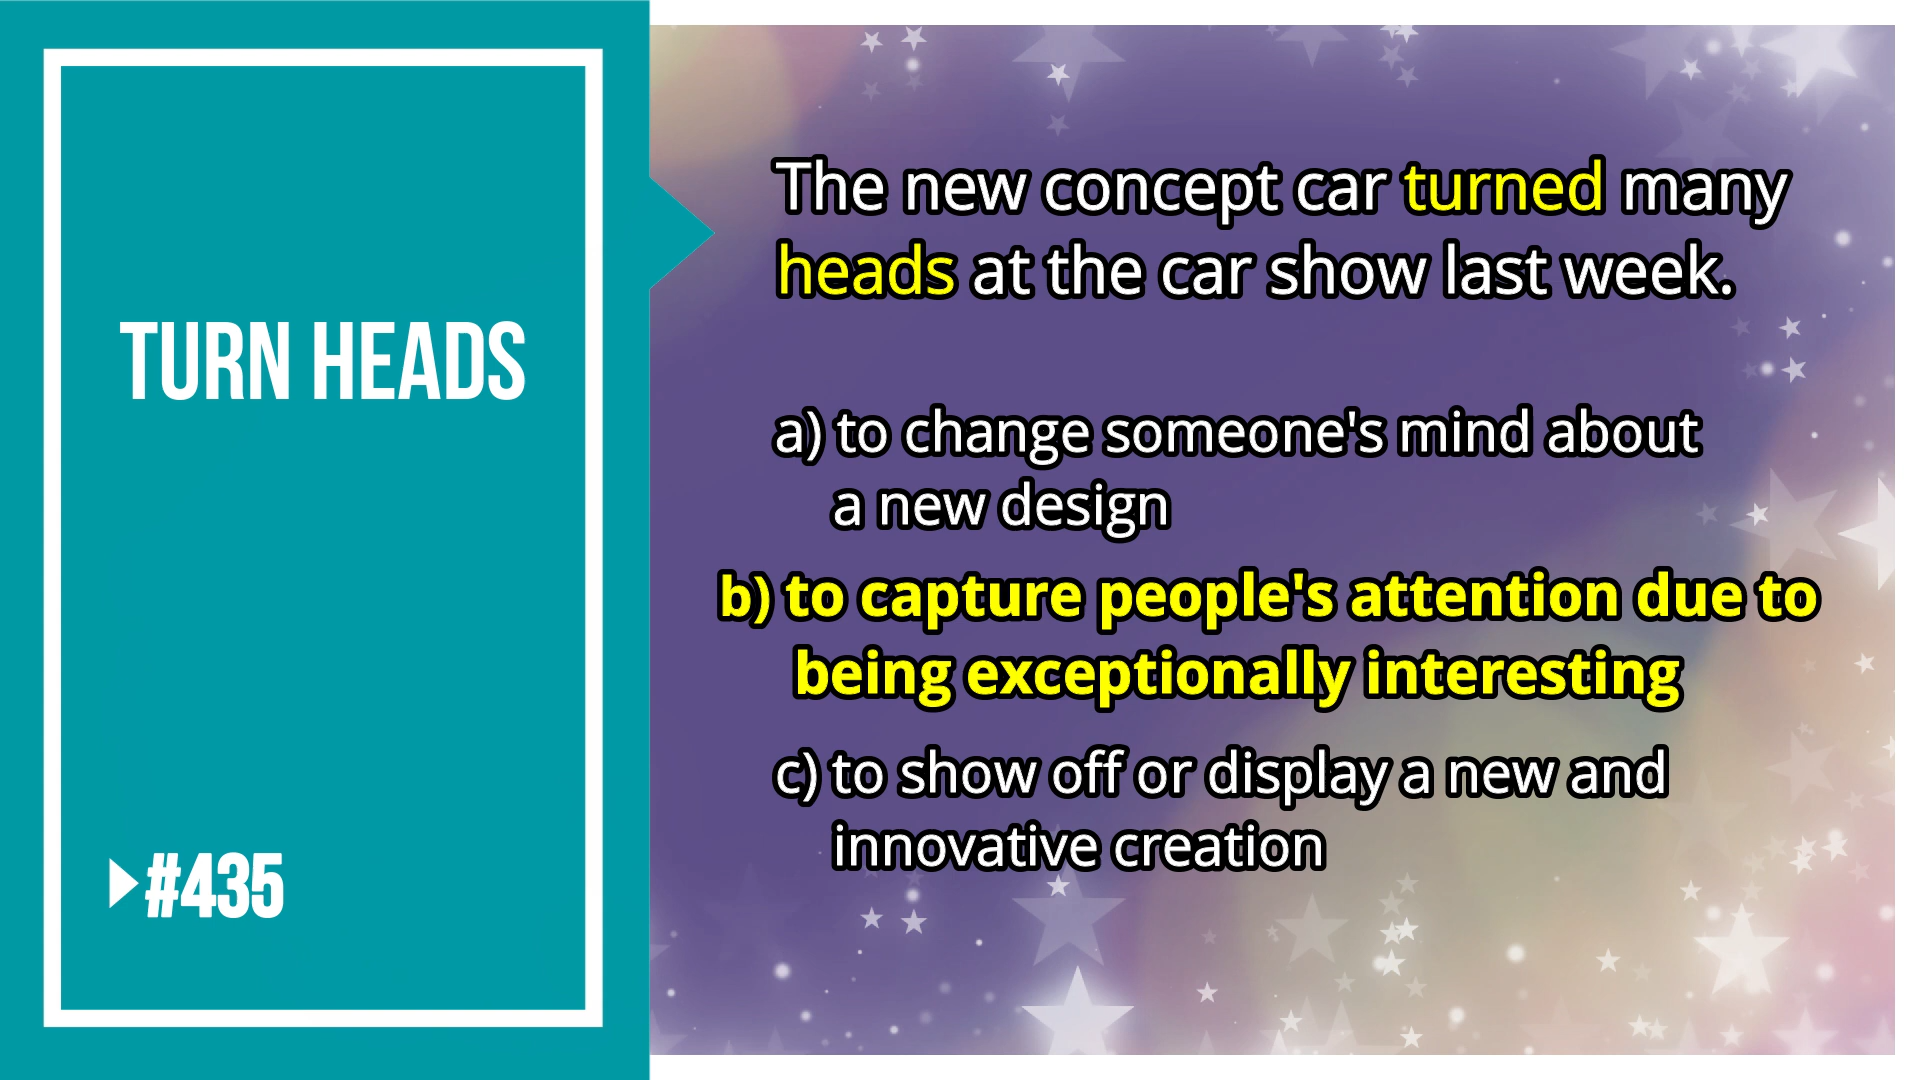 TURN HEADS
#435
The new concept car turned many
heads at the car show last week.
a) to change someone's mind about
a new design
b) to capture people's attention due to
being exceptionally interesting
c) to show off or display a new and
innovative creation